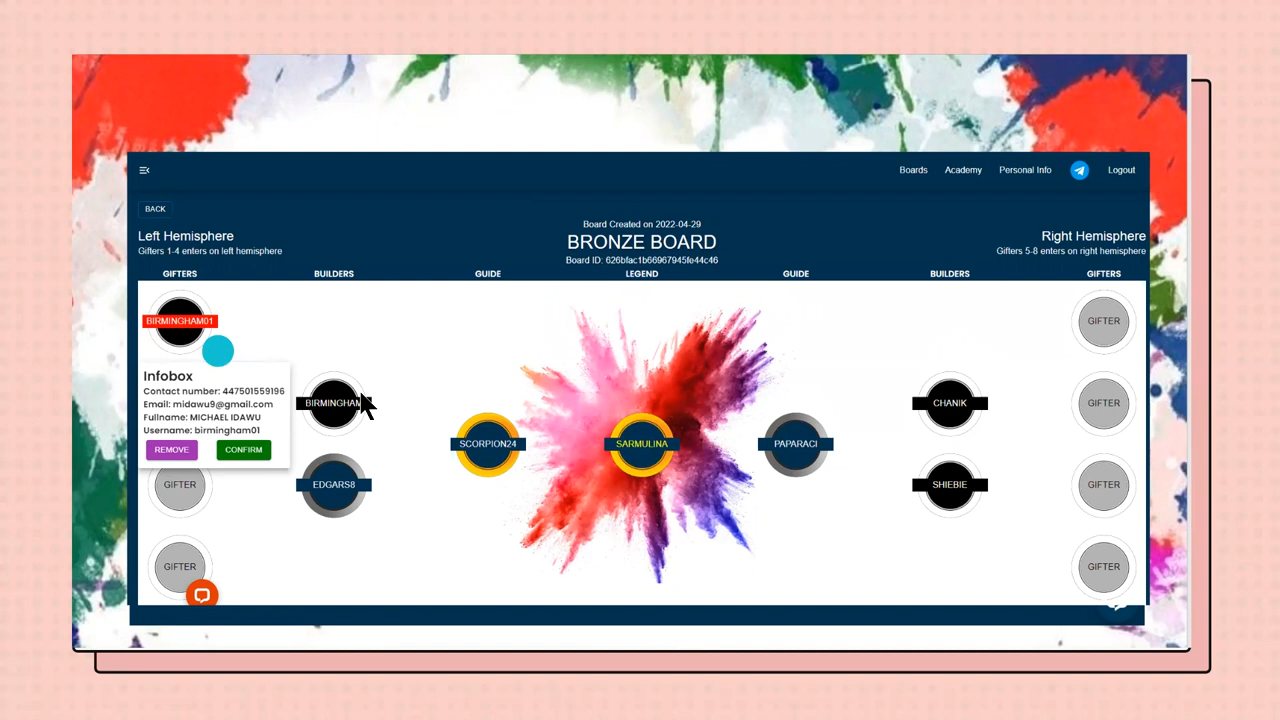 Boards Academy Personal Info Logout
BACK
Board Created on 2022-04-29
Left Hemisphere BRONZE BOARD Right Hemisphere
Gifters 1-4 enters on left hemisphere Board ID: 626bfac1b66967945fe44c46 Gifters 5-8 enters on right hemisphere
GIFTERS BUILDERS GUIDE LEGEND GUIDE BUILDERS GIFTERS
BIRMINGHAM01 GIFTER
Infobox
Contact number: 447501559196
Email: midawu9@gmail.com
Fullname: MICHAEL IDAWU
Username: birmingham01
REMOVE CONFIRM
BIRMINGHAM CHANIK GIFTER
SCORPION24 SARMULINA PAPARACI
GIFTER EDGARS8 SHIEBIE GIFTER
GIFTER GIFTER